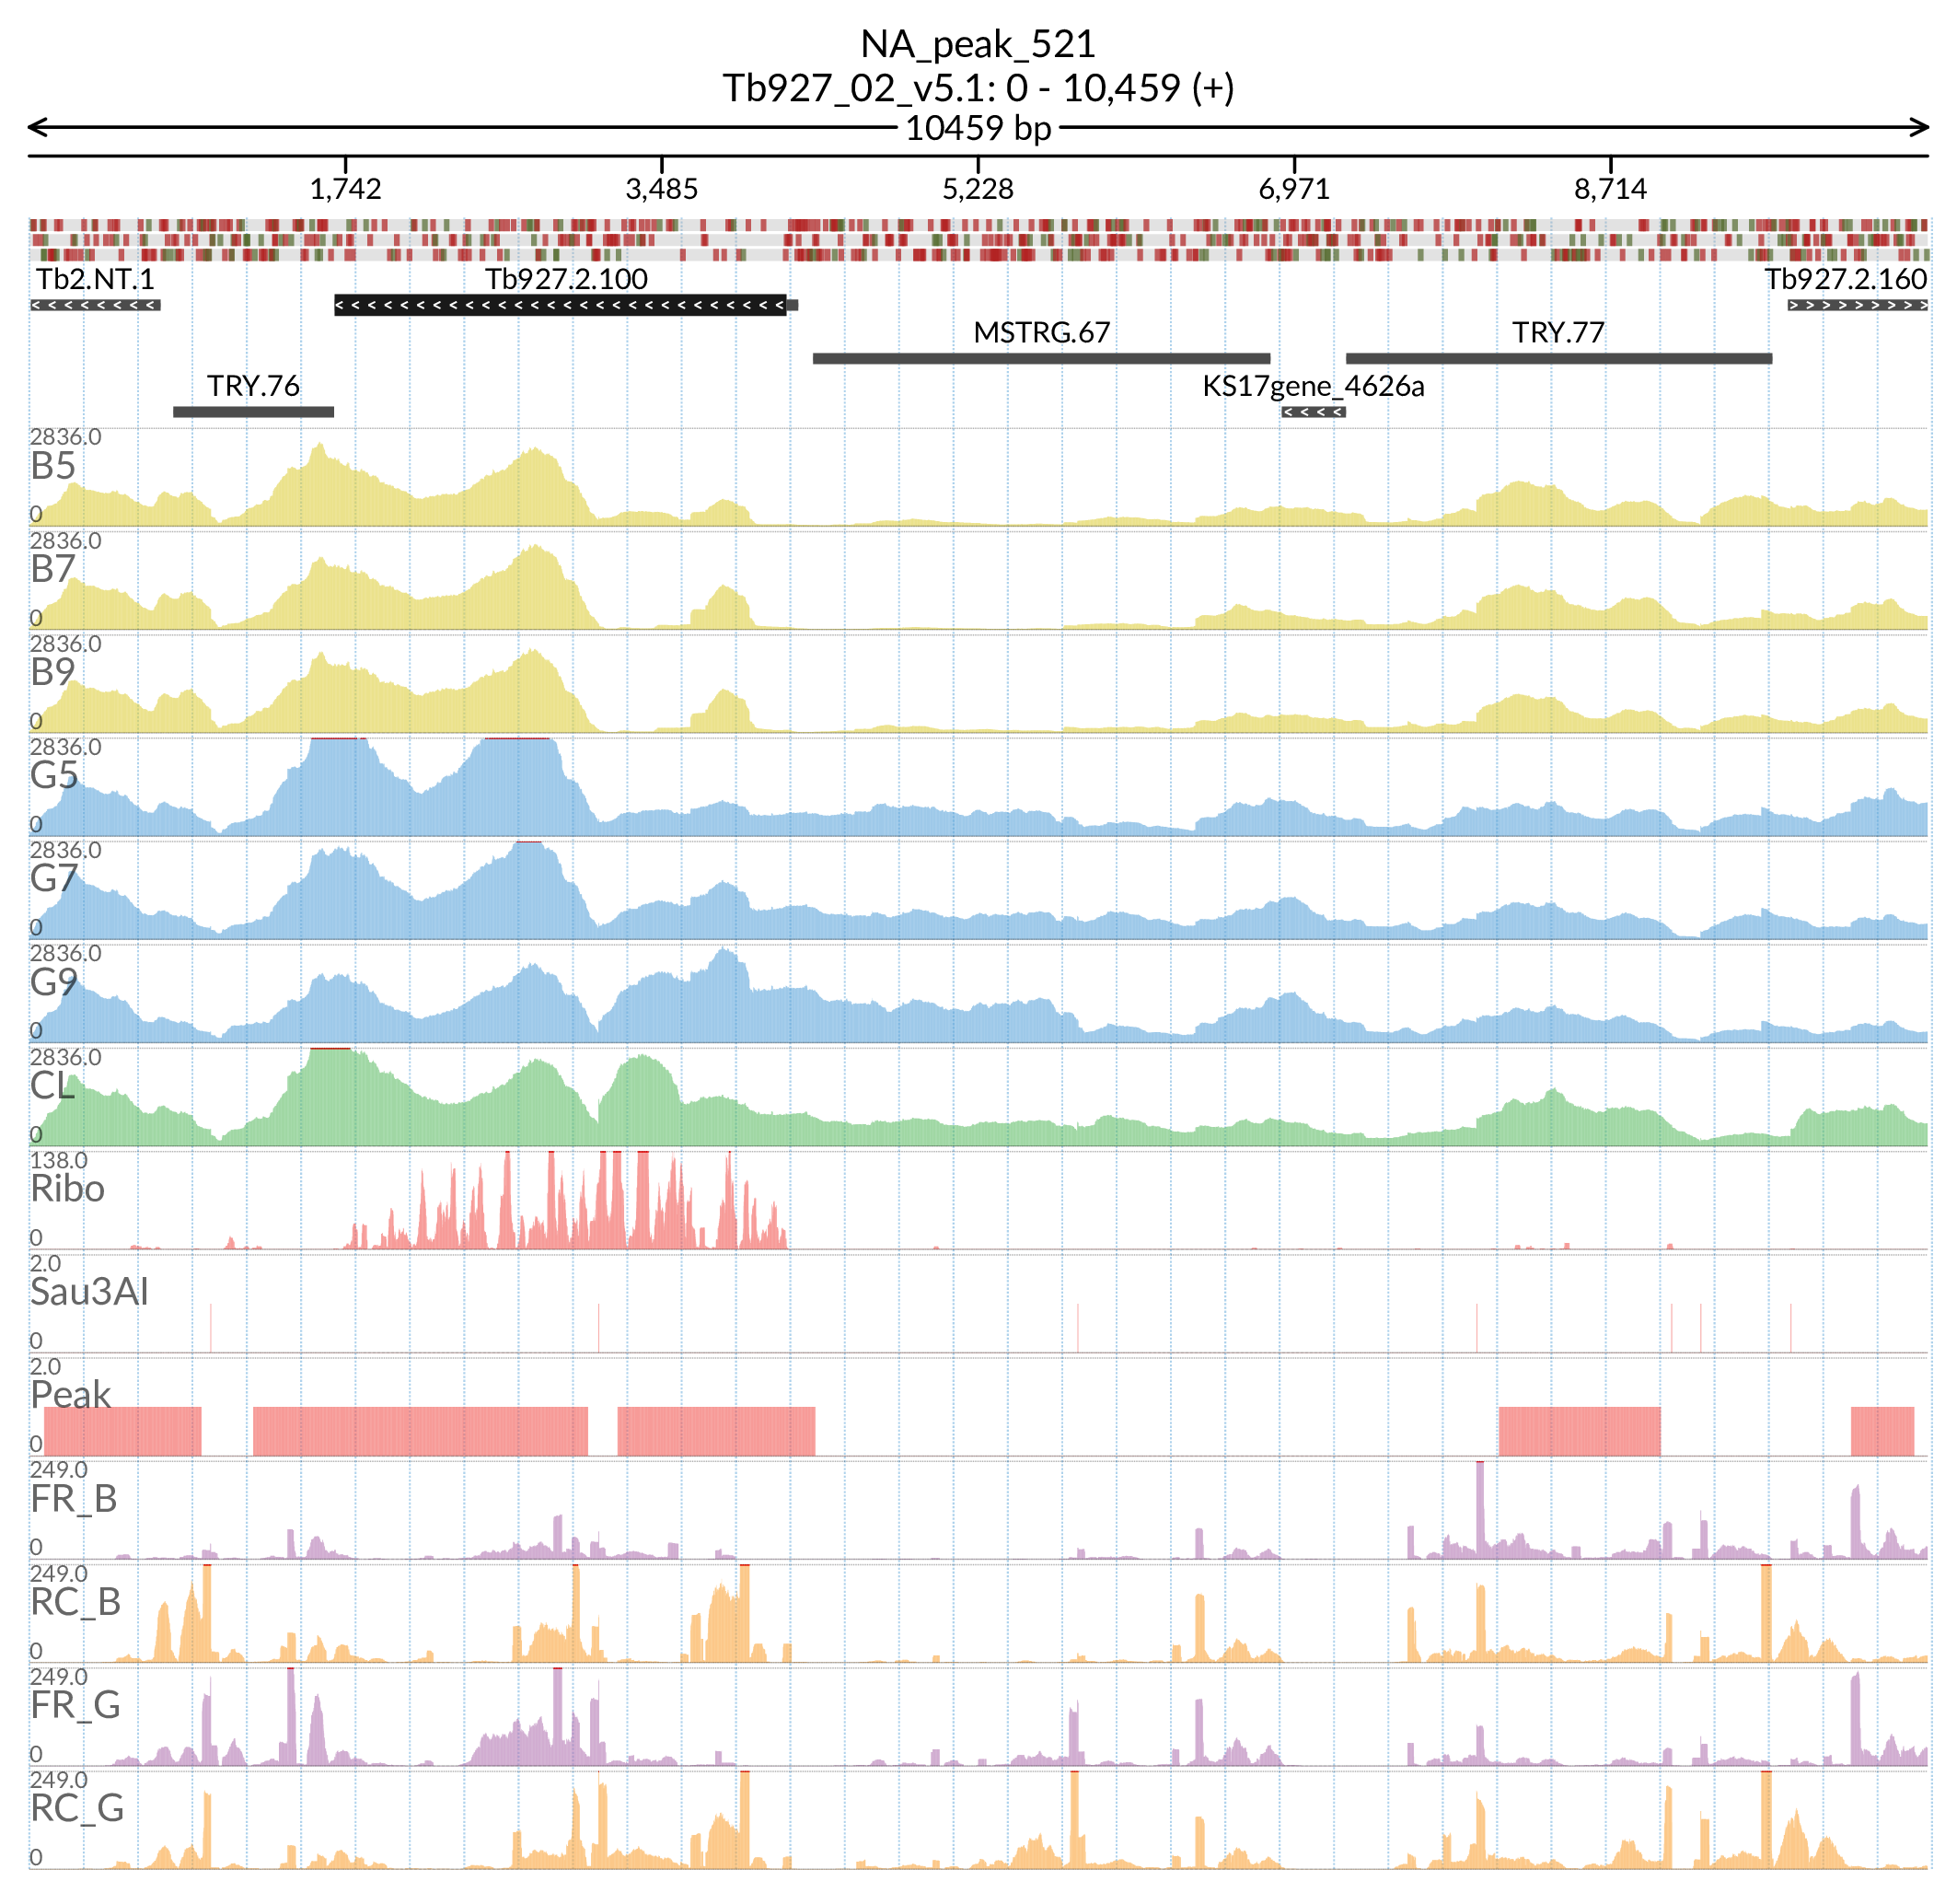 NA_peak_521
Tb927_02_v5.1: 0 - 10,459 (+)
10459 bp
1,742 3,485 5,228 6,971 8,714
Tb2.NT.1 Tb927.2.100 Tb927.2.160
MSTRG.67 TRY.77
TRY.76 KS17gene_4626a
2836.0
B5
0
2836.0
B7
0
2836.0
B9
0
2836.0
G5
0
2836.0
G7
0
2836.0
G9
0
2836.0
CL
0
138.0
Ribo
0
2.0
Sau3AI
0
2.0
Peak
0
249.0
FR_B
0
249.0
RC_B
0
249.0
FR_G
0
249.0
RC_G
0